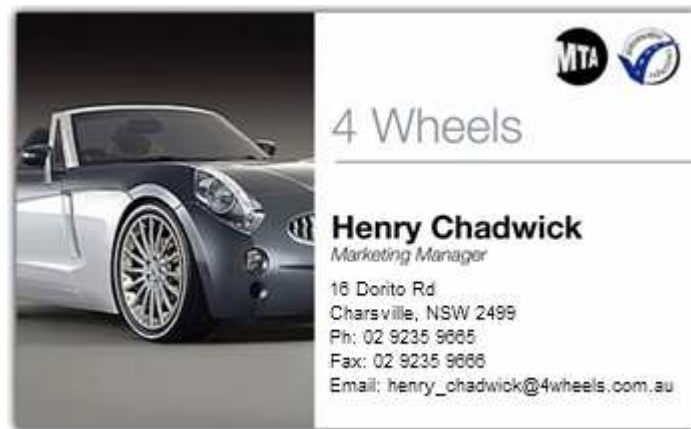 MTA
4 Wheels
Henry Chadwick
Marketing Manager
16 Dorito Rd
Charsville, NSW 2499
Ph: 02 9235 9665
Fax: 02 9235 9666
Email: henry_chadwick@4wheels.com.au